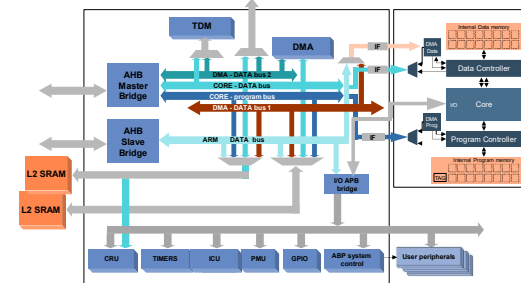 TDM
DMA
AHB
Master
Bridge
DMA - DATA bus 2
CORE - DATA bus
CORE - program bus
DMA - DATA bus 1
AHB
Slave
Bridge
ARM DATA bus
L2 SRAM
L2 SRAM
I/O APB
bridge
CRU
TIMERS
ICU
PMU
GPIO
ABP system
control
User peripherals
IF
IF
IF
Internal Data memory
DMA
Data
Data Controller
I/O
Core
DMA
Prog.
Program Controller
Internal Program memory
TAG